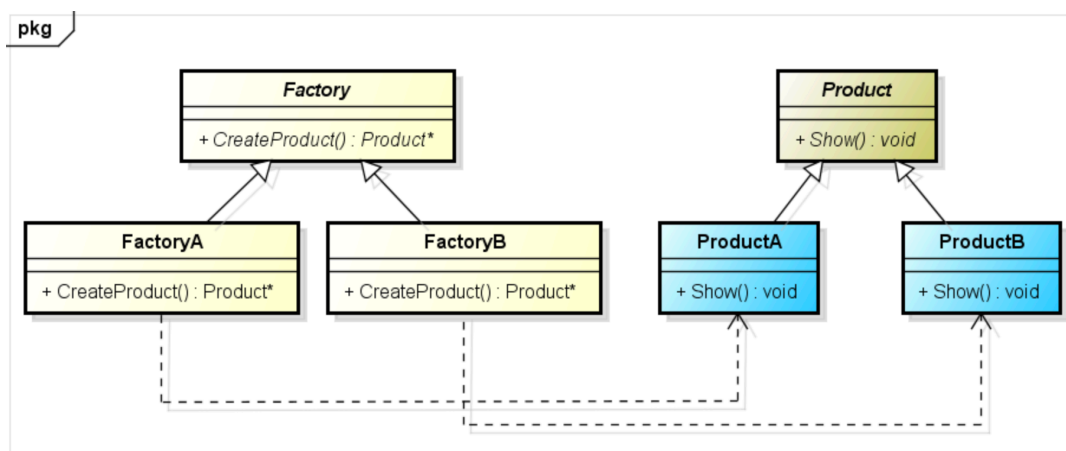 pkg
Factory
+ CreateProduct() : Product*
Product
+ Show() : void
FactoryA
+ CreateProduct() : Product*
FactoryB
+ CreateProduct() : Product*
ProductA
+ Show() : void
ProductB
+ Show() : void